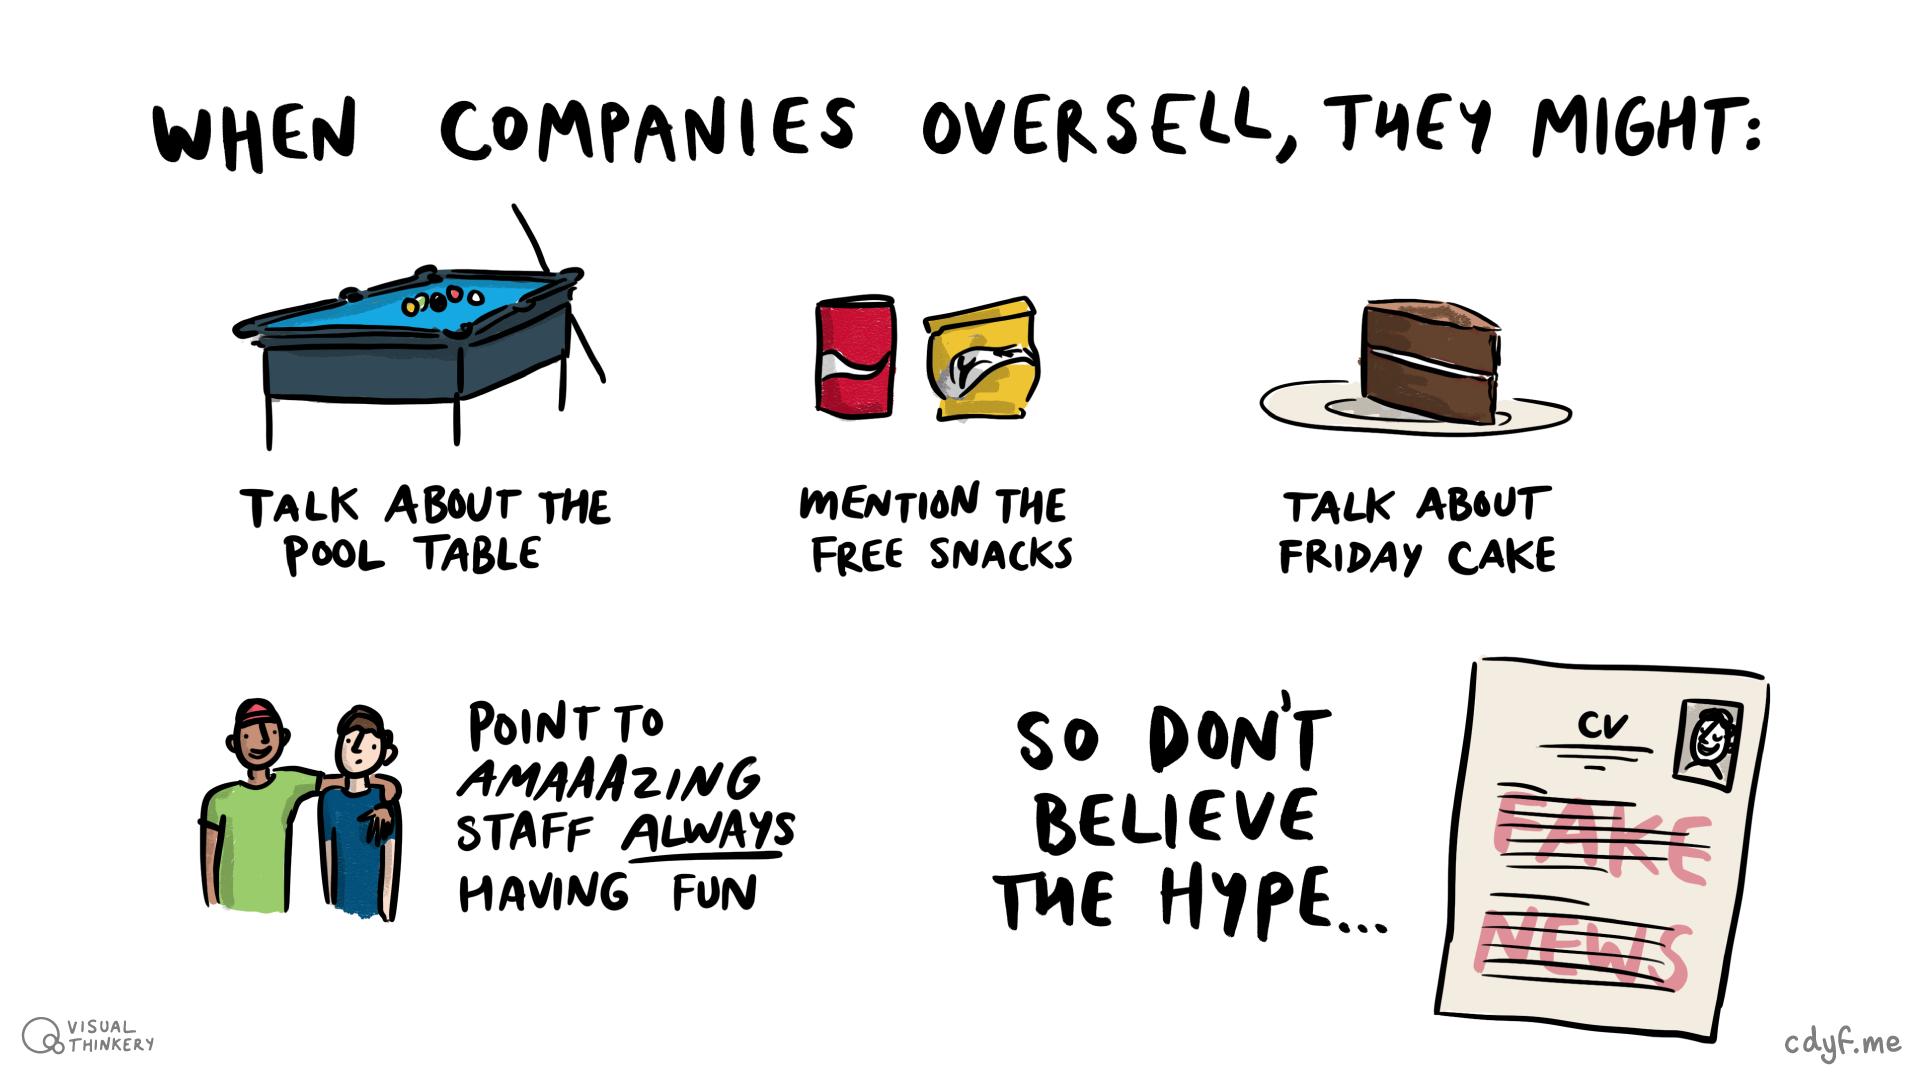 WHEN COMPANIES OVERSELL, THEY MIGHT:
TALK ABOUT THE
POOL TABLE
MENTION THE
FREE SNACKS
TALK ABOUT
FRIDAY CAKE
POINT TO
AMAAAZING
STAFF ALWAYS
HAVING FUN
SO DON'T
BELIEVE
THE HYPE...
CV
FAKE
NEWS
VISUAL
THINKERY
cdyf.me